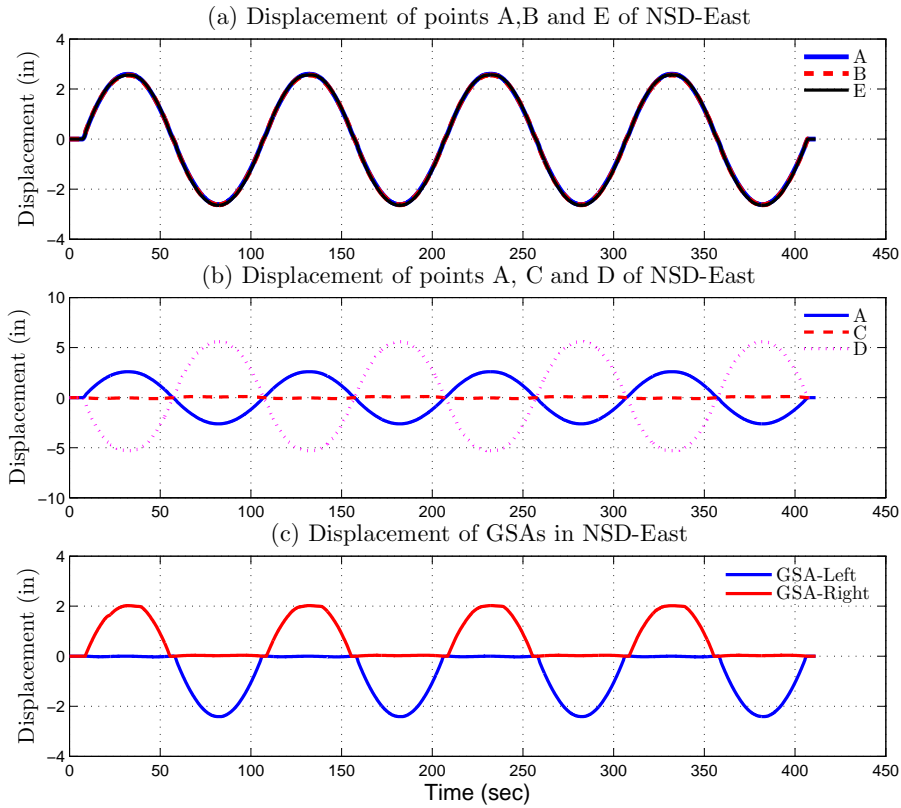 (a) Displacement of points A,B and E of NSD-East
Displacement (in)
4
2
0
−2
−4
A
B
E
0 50 100 150 200 250 300 350 400 450
(b) Displacement of points A, C and D of NSD-East
Displacement (in)
10
5
0
−5
−10
A
C
D
0 50 100 150 200 250 300 350 400 450
(c) Displacement of GSAs in NSD-East
Displacement (in)
4
2
0
−2
−4
GSA-Left
GSA-Right
0 50 100 150 200 250 300 350 400 450
Time (sec)